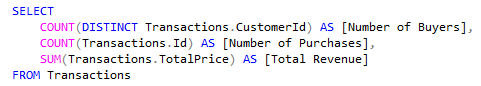 SELECT
COUNT(DISTINCT Transactions.CustomerId) AS [Number of Buyers],
COUNT(Transactions.Id) AS [Number of Purchases],
SUM(Transactions.TotalPrice) AS [Total Revenue]
FROM Transactions